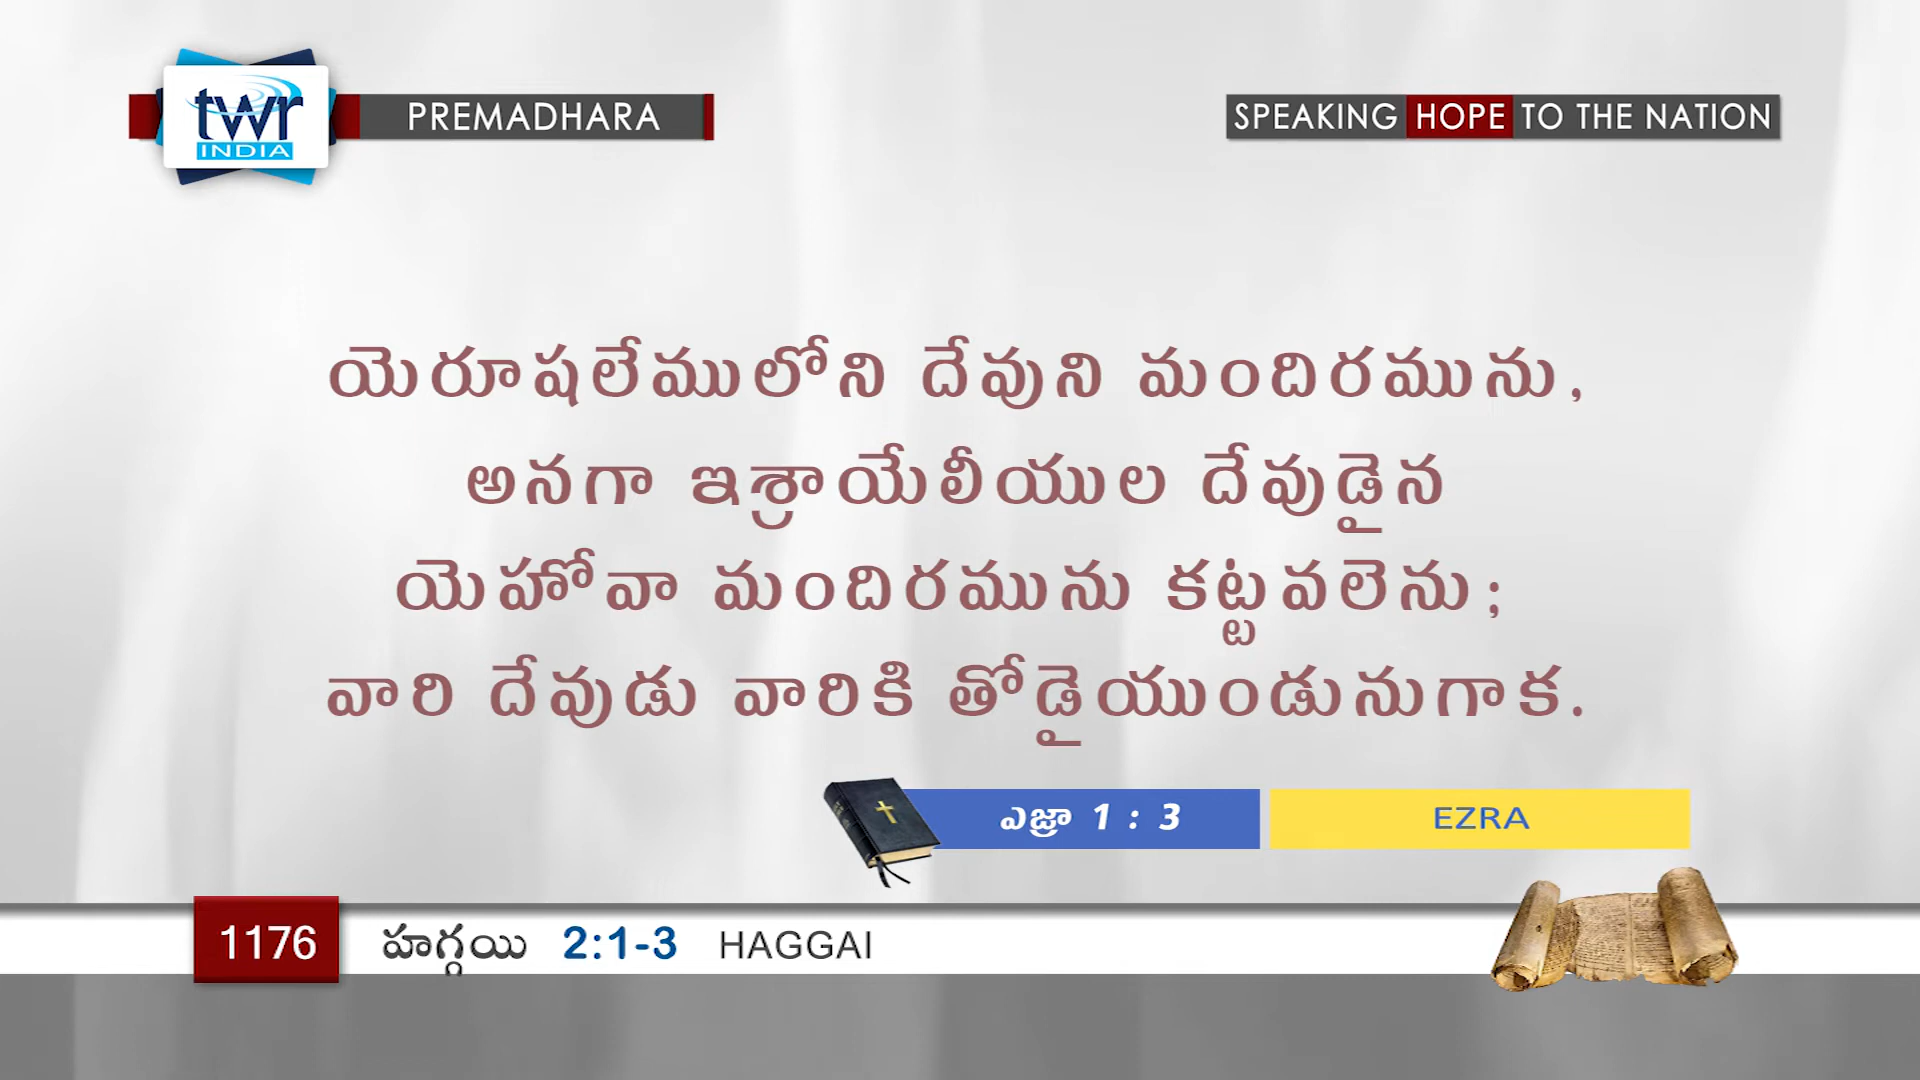 twr
INDIA
PREMADHARA
SPEAKING HOPE TO THE NATION
యెరూషలేములోని దేవుని మందిరమును,
అనగా ఇశ్రాయేలీయుల దేవుడైన
యెహోవా మందిరమును కట్టవలెను;
వారి దేవుడు వారికి తోడైయుండునుగాక.
ఎజ్రా 1 : 3
EZRA
1176 హగ్గయి 2:1-3 HAGGAI